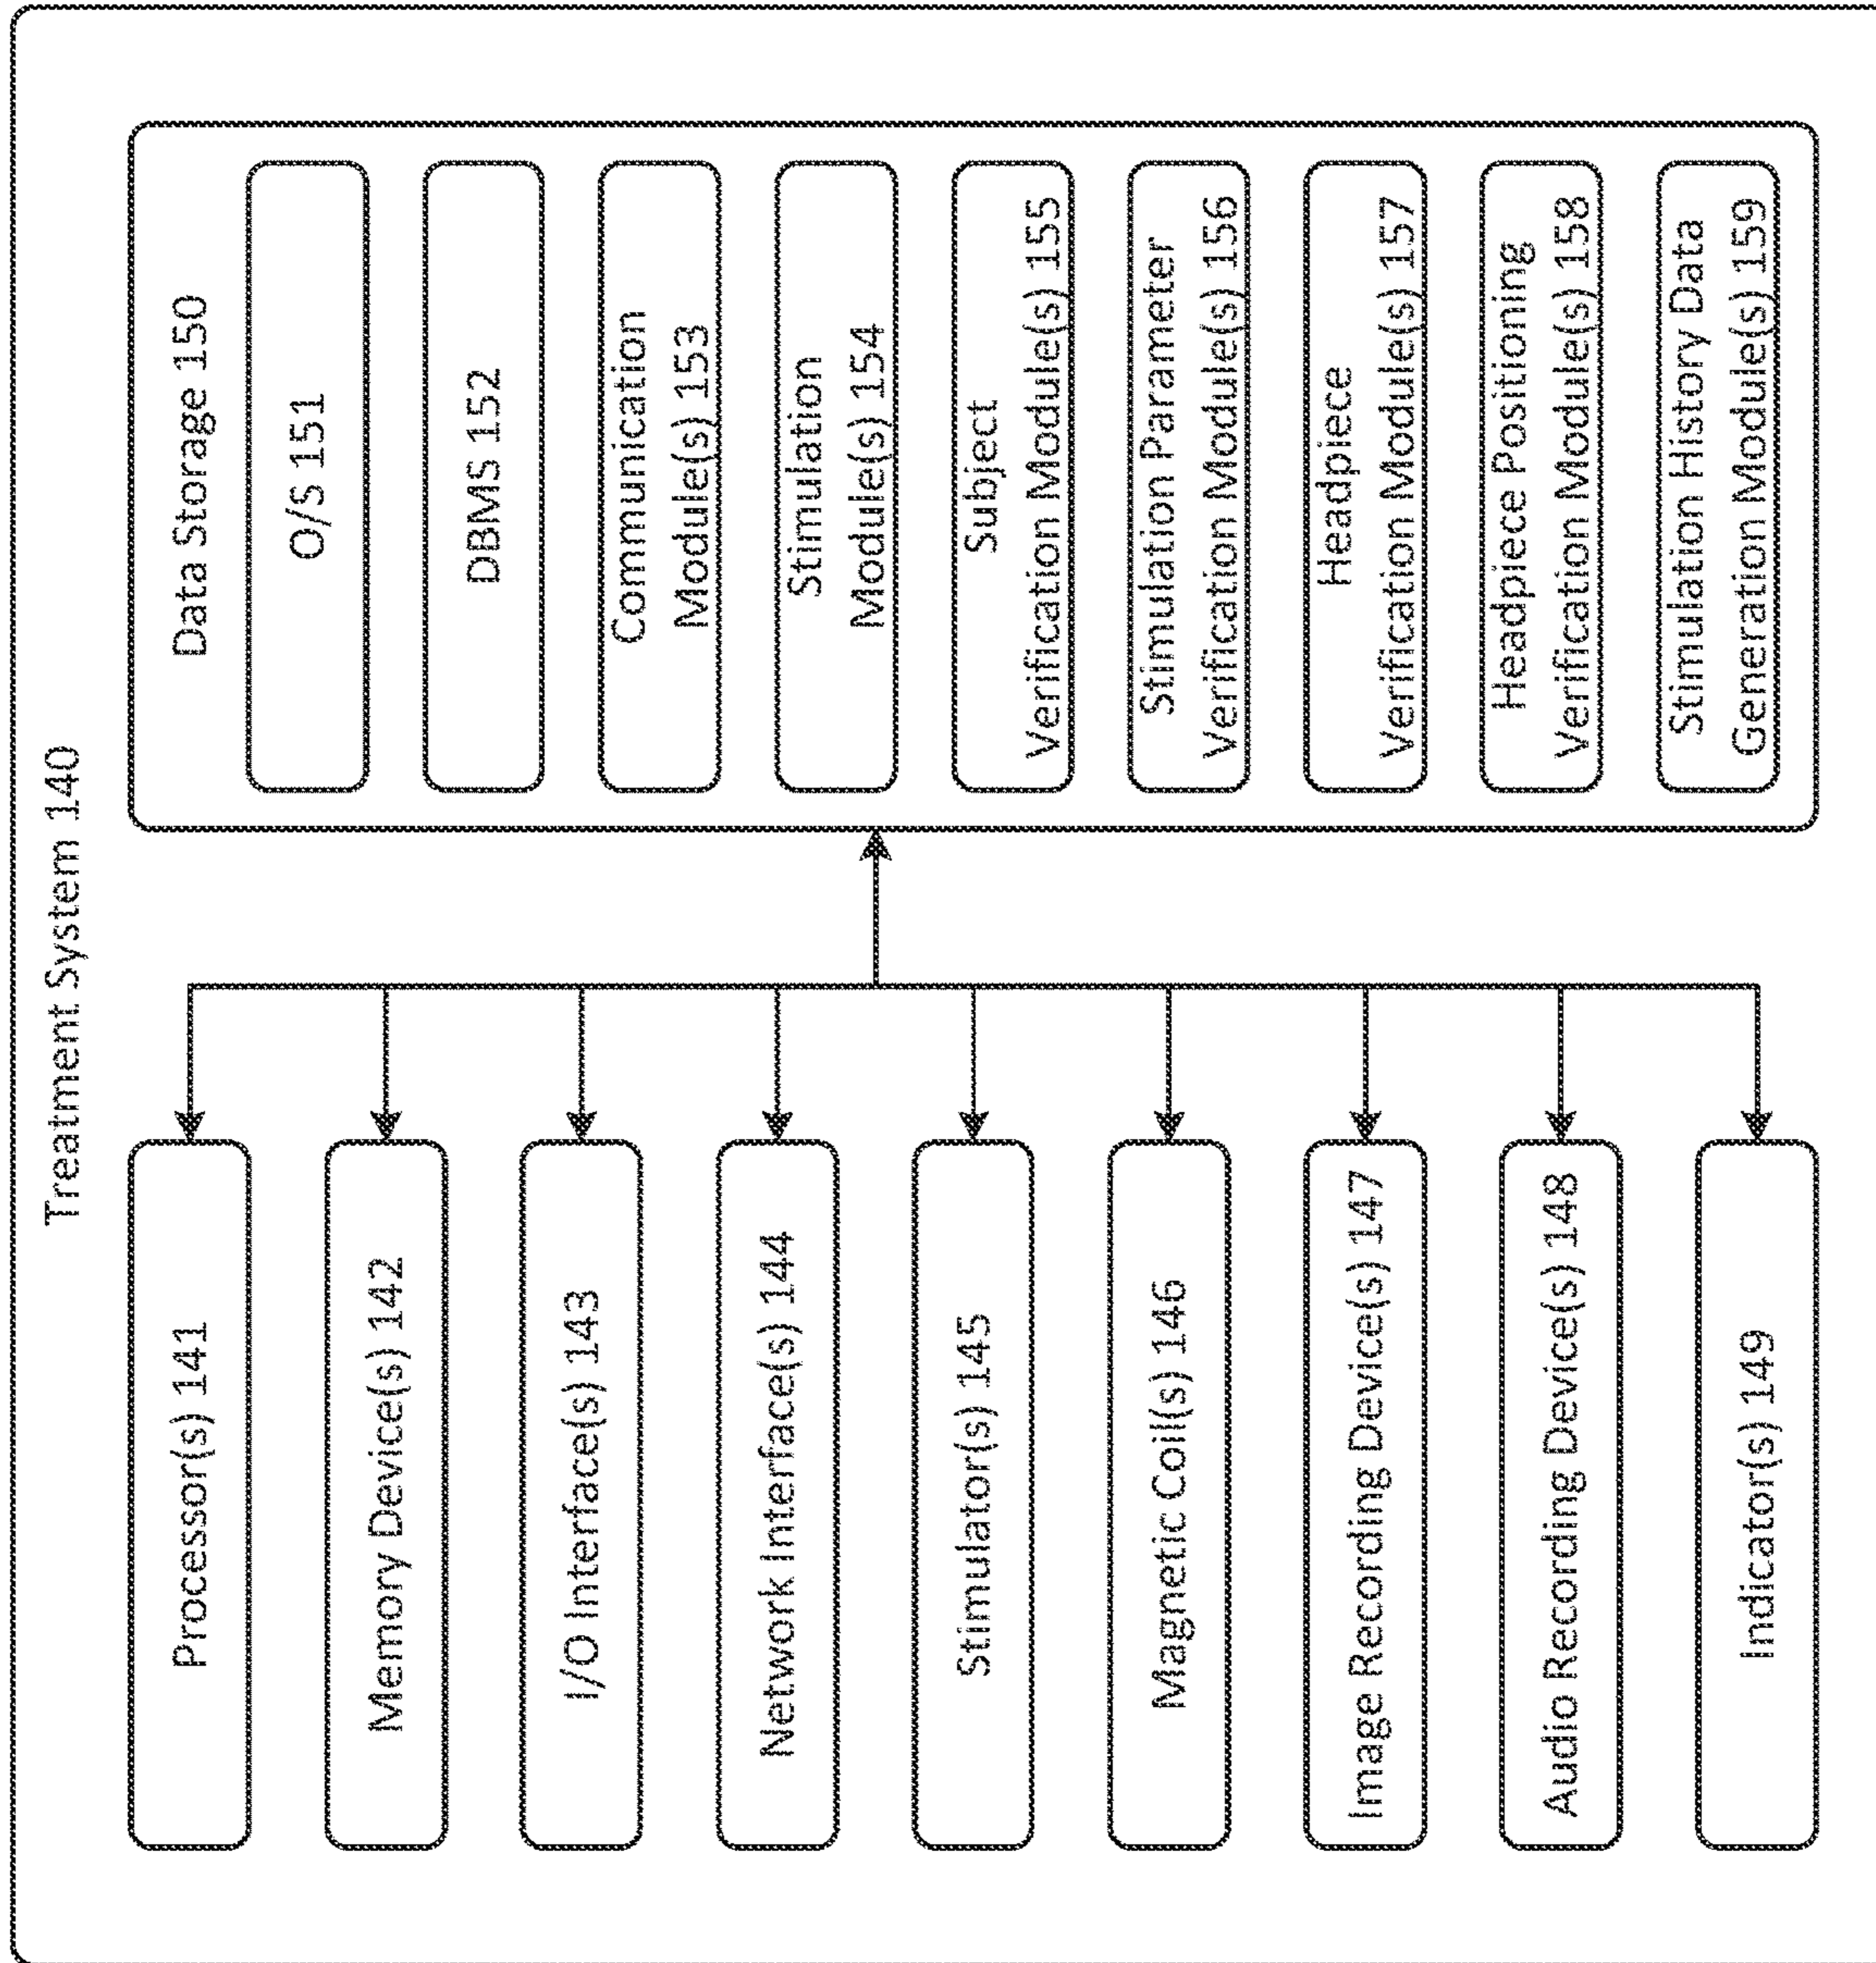 Treatment System 140
Processor(s) 141
Memory Device(s) 142
I/O Interface(s) 143
Network Interface(s) 144
Stimulator(s) 145
Magnetic Coil(s) 146
Image Recording Device(s) 147
Audio Recording Device(s) 148
Indicator(s) 149
Data Storage 150
O/S 151
DBMS 152
Communication
Module(s) 153
Stimulation
Module(s) 154
Subject
Verification Module(s) 155
Stimulation Parameter
Verification Module(s) 156
Headpiece
Verification Module(s) 157
Headpiece Positioning
Verification Module(s) 158
Stimulation History Data
Generation Module(s) 159